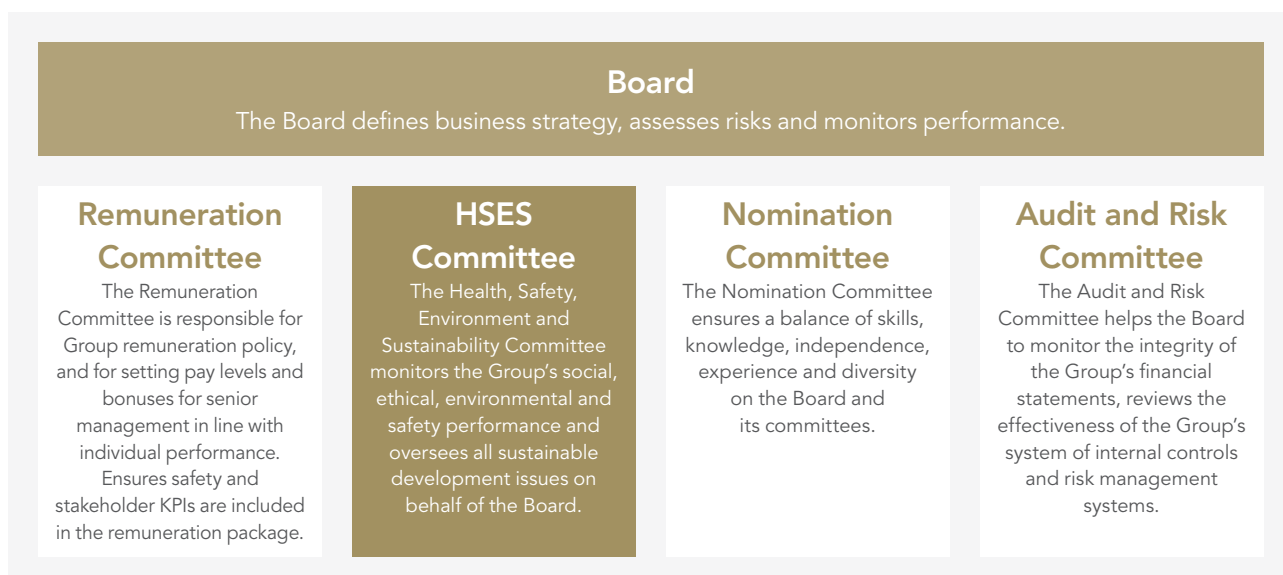 Board
The Board defines business strategy, assesses risks and monitors performance.
Remuneration
Committee
The Remuneration
Committee is responsible for
Group remuneration policy,
and for setting pay levels and
bonuses for senior
management in line with
individual performance.
Ensures safety and
stakeholder KPIs are included
in the remuneration package.
HSES
Committee
The Health, Safety,
Environment and
Sustainability Committee
monitors the Group’s social,
ethical, environmental and
safety performance and
oversees all sustainable
development issues on
behalf of the Board.
Nomination
Committee
The Nomination Committee
ensures a balance of skills,
knowledge, independence,
experience and diversity
on the Board and
its committees.
Audit and Risk
Committee
The Audit and Risk
Committee helps the Board
to monitor the integrity of
the Group’s financial
statements, reviews the
effectiveness of the Group’s
system of internal controls
and risk management
systems.